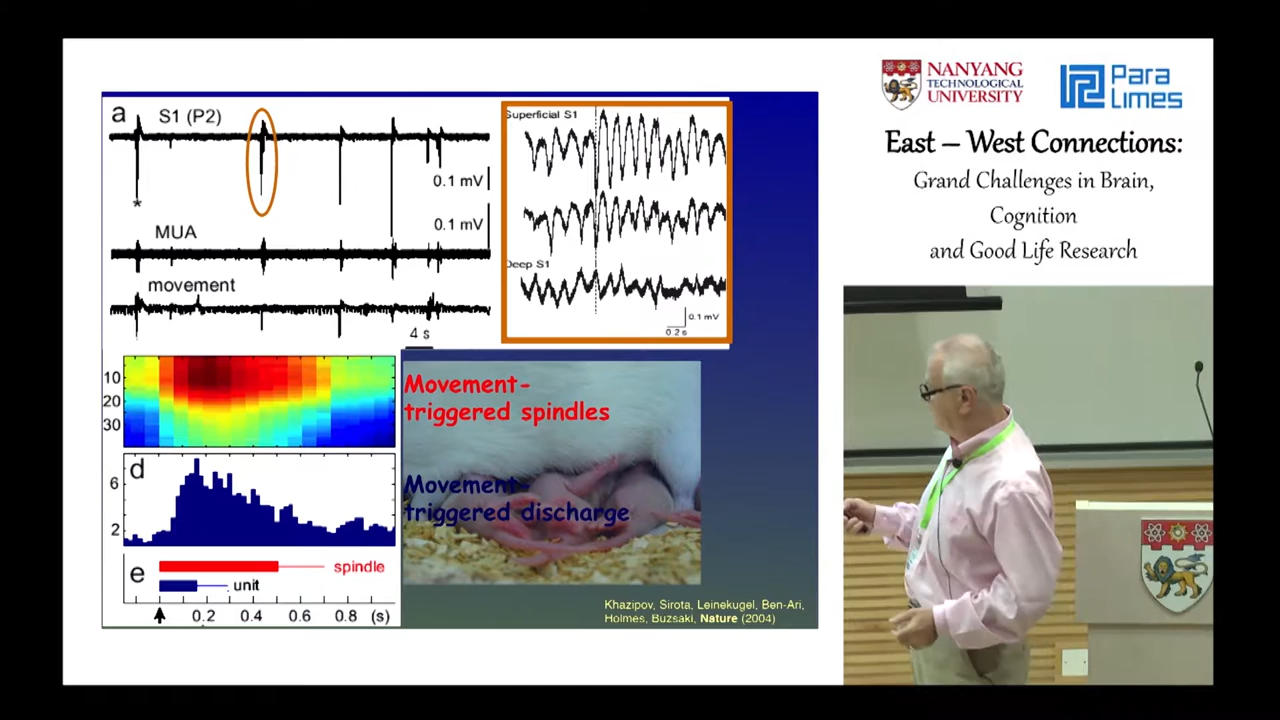 a
S1 (P2)
0.1 mV
*
MUA
0.1 mV
movement
4 s
Superficial S1
Deep S1
0.1 mV
0.2 s
10
20
30
Movement-
triggered spindles
d
6
2
Movement-
triggered discharge
e
spindle
unit
0.2 0.4 0.6 0.8 (s)
Khazipov, Sirota, Leinekugel, Ben-Ari,
Holmes, Buzsaki, Nature (2004)
NANYANG
TECHNOLOGICAL
UNIVERSITY
Para
Limes
East – West Connections:
Grand Challenges in Brain,
Cognition
and Good Life Research